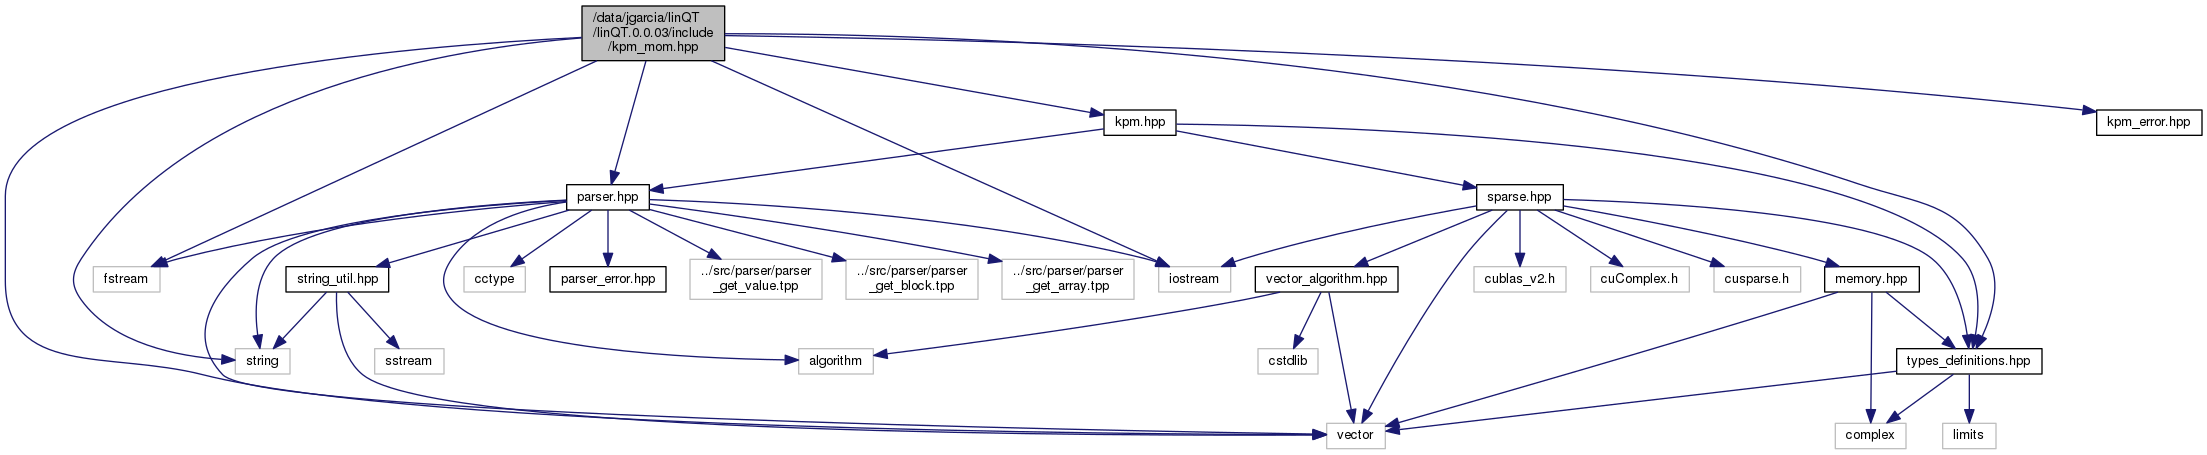 /data/jgarcia/linQT
/linQT.0.0.03/include
/kpm_mom.hpp
kpm.hpp
kpm_error.hpp
parser.hpp
sparse.hpp
fstream
string_util.hpp
cctype
parser_error.hpp
../src/parser/parser
_get_value.tpp
../src/parser/parser
_get_block.tpp
../src/parser/parser
_get_array.tpp
iostream
vector_algorithm.hpp
cublas_v2.h
cuComplex.h
cusparse.h
memory.hpp
string
sstream
algorithm
cstdlib
types_definitions.hpp
vector
complex
limits